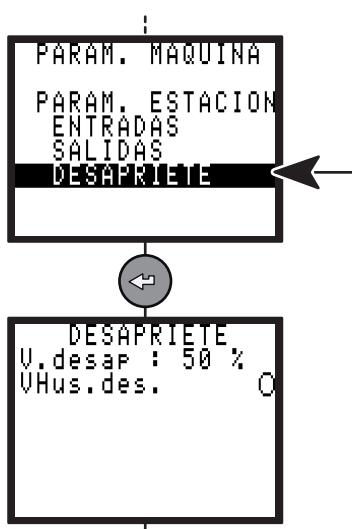 PARAM. MAQUINA
PARAM. ESTACION
ENTRADAS
SALIDAS
DESAPRIETE
DESAPRIETE
V.desap : 50 %
VHus.des.